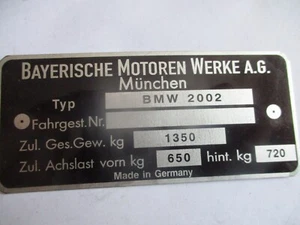 BAYERISCHE MOTOREN WERKE A.G.
München
Typ BMW 2002
Fahrgest.Nr.
Zul. Ges.Gew. kg 1350
Zul. Achslast vorn kg 650 hint. kg 720
Made in Germany